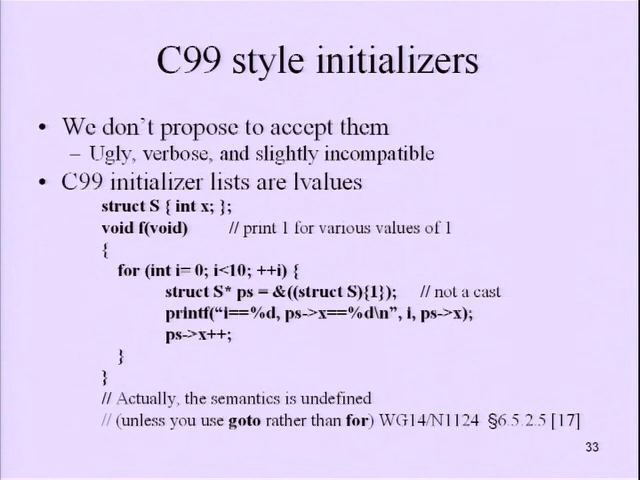 C99 style initializers
• We don't propose to accept them
– Ugly, verbose, and slightly incompatible
• C99 initializer lists are lvalues
struct S { int x; };
void f(void) // print 1 for various values of 1
{
for (int i= 0; i<10; ++i) {
struct S* ps = &((struct S){1}); // not a cast
printf(“i==%d, ps->x==%d\n”, i, ps->x);
ps->x++;
}
}
// Actually, the semantics is undefined
// (unless you use goto rather than for) WG14/N1124 §6.5.2.5 [17]
33